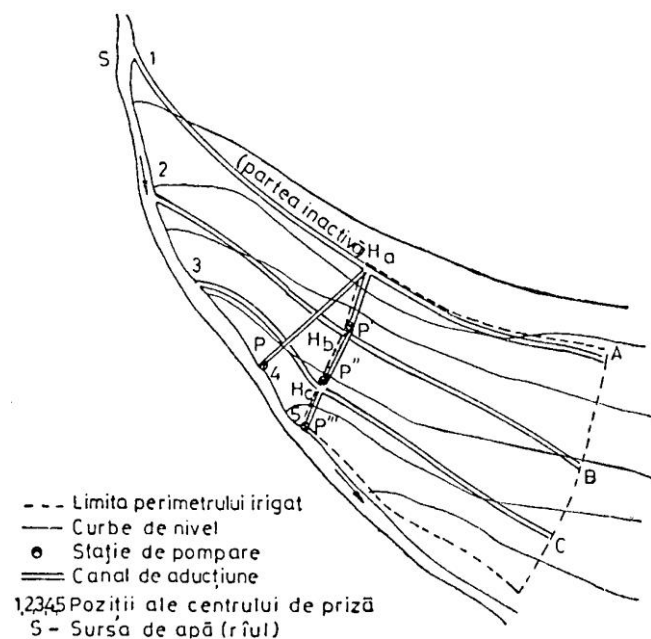 S
1
2
3
(partea inactivă
Ha
P
4
Hb
P'
P"
Hc
5
P'''
A
B
C
Limita perimetrului irigat
Curbe de nivel
Stație de pompare
Canal de aducțiune
1,2,3,4,5 Poziții ale centrului de priză
S - Sursa de apă (rîul)